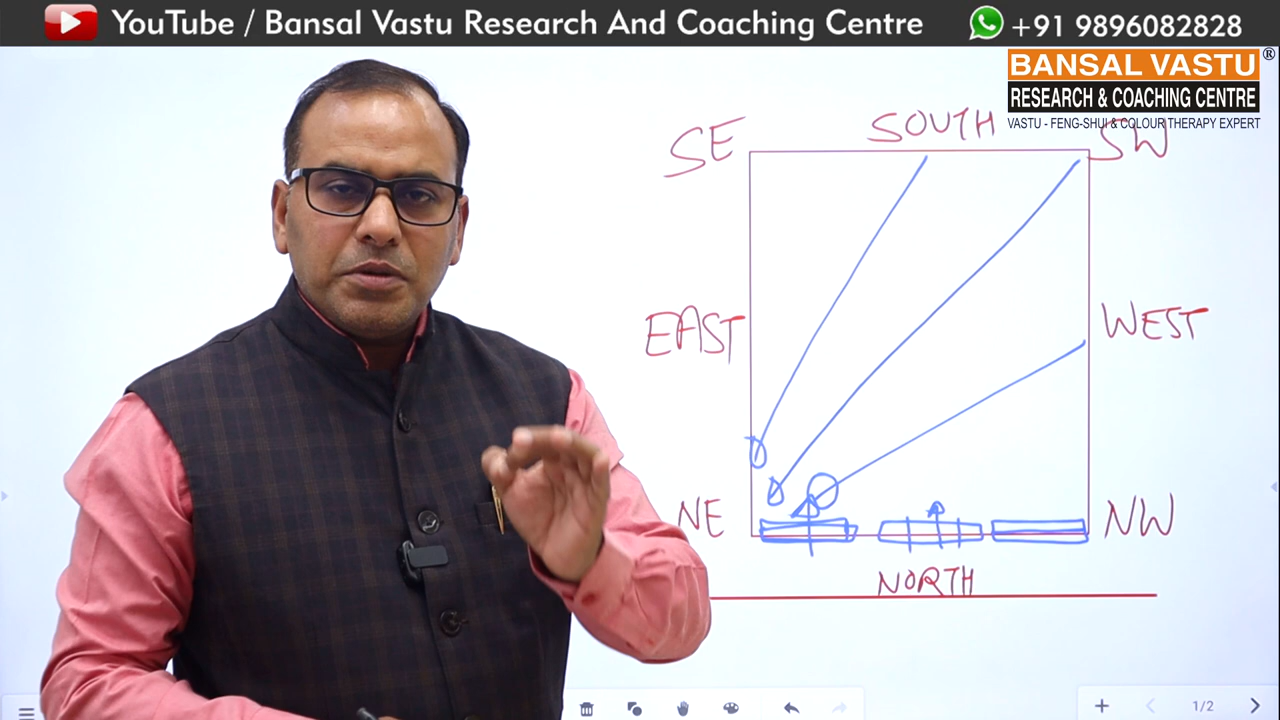 YouTube / Bansal Vastu Research And Coaching Centre
+91 9896082828
BANSAL VASTU®
RESEARCH & COACHING CENTRE
VASTU - FENG-SHUI & COLOUR THERAPY EXPERT
SE
SOUTH
SW
EAST
WEST
NE
NW
NORTH
1/2